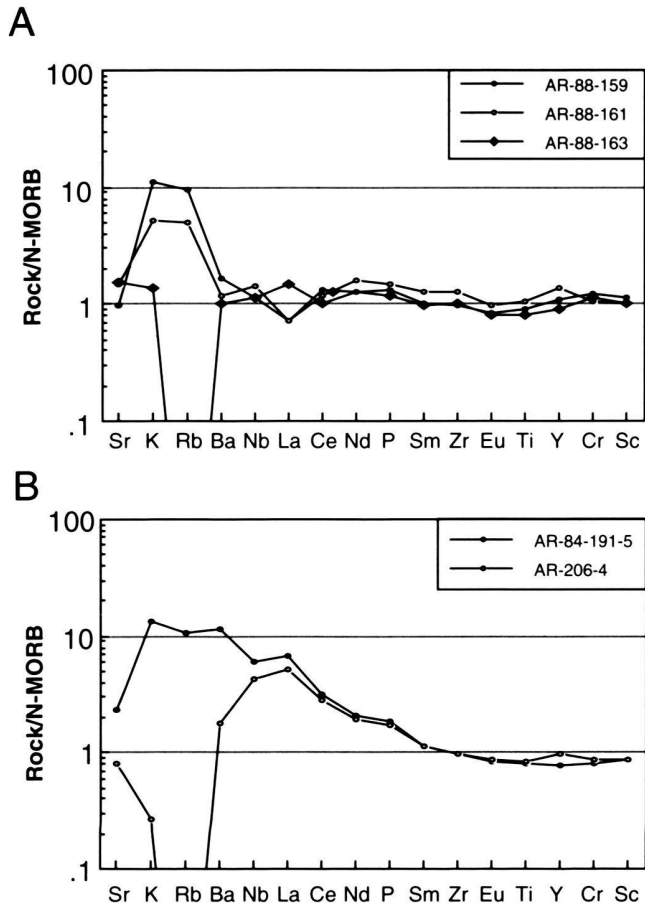 A
100
10
1
.1
Rock/N-MORB
AR-88-159
AR-88-161
AR-88-163
Sr K Rb Ba Nb La Ce Nd P Sm Zr Eu Ti Y Cr Sc
B
100
10
1
.1
Rock/N-MORB
AR-84-191-5
AR-206-4
Sr K Rb Ba Nb La Ce Nd P Sm Zr Eu Ti Y Cr Sc